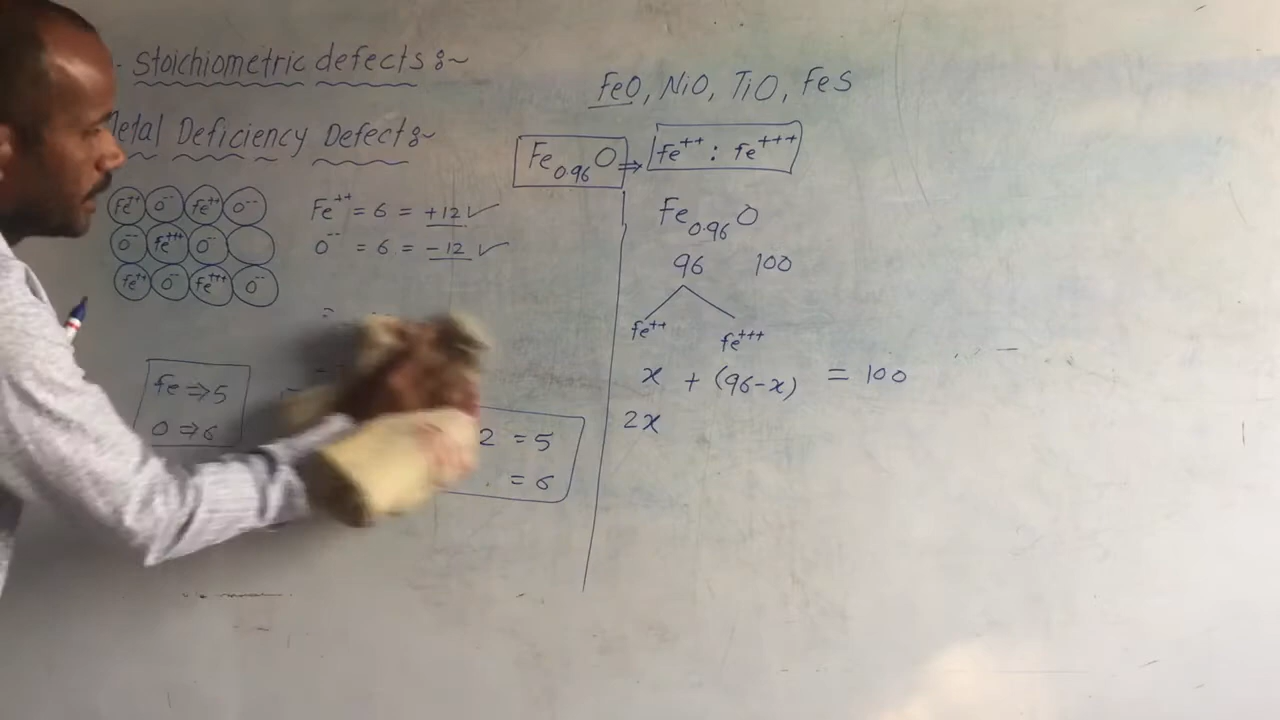 Stoichiometric defects :~
Metal Deficiency Defect :~
Fe++ O-- Fe++ O--
O-- Fe+++ O--
Fe++ O-- Fe+++ O--
Fe++ = 6 = +12 ✓
O-- = 6 = -12 ✓
=
Fe ⇒ 5
O ⇒ 6
2 = 5
= 6
FeO, NiO, TiO, FeS
Fe0.96O ⇒ Fe++ : Fe+++
Fe0.96O
96 100
Fe++ Fe+++
x + (96-x) = 100
2x